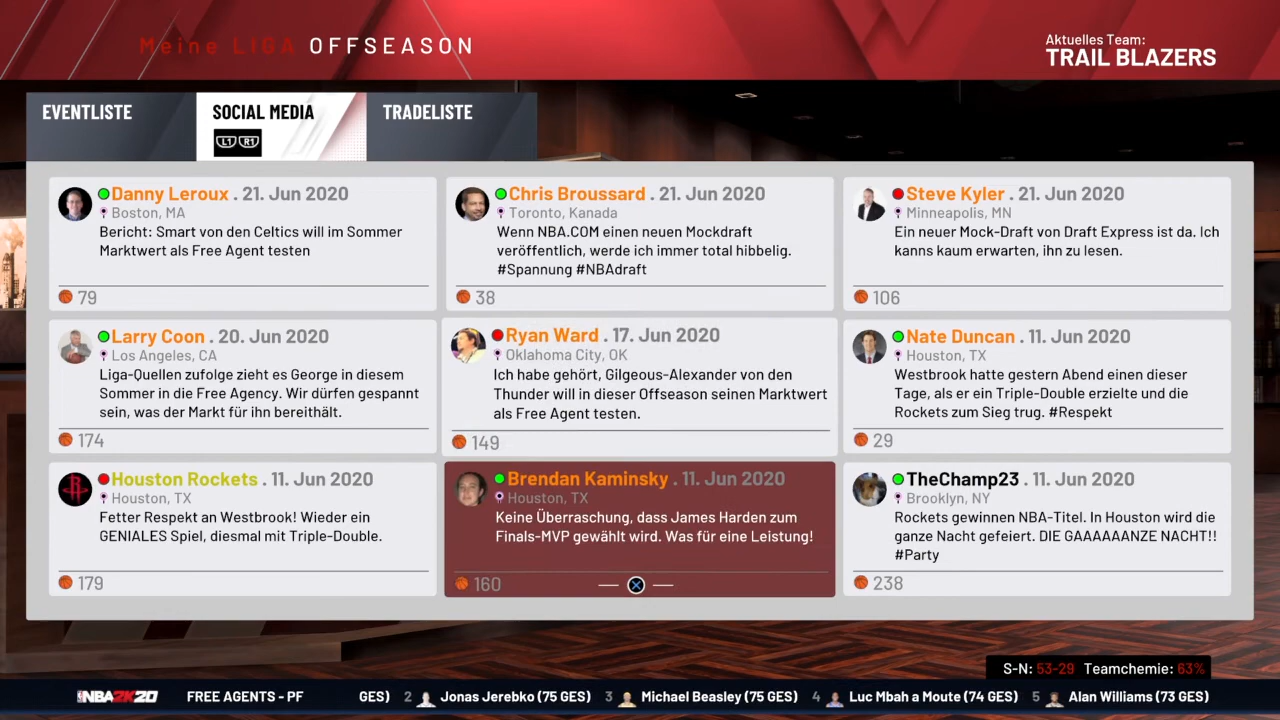 Meine LIGA OFFSEASON
Aktuelles Team:
TRAIL BLAZERS
EVENTLISTE
SOCIAL MEDIA
TRADELISTE
L1 R1
Danny Leroux . 21. Jun 2020
Boston, MA
Bericht: Smart von den Celtics will im Sommer
Marktwert als Free Agent testen
79
Chris Broussard . 21. Jun 2020
Toronto, Kanada
Wenn NBA.COM einen neuen Mockdraft
veröffentlich, werde ich immer total hibbelig.
#Spannung #NBAdraft
38
Steve Kyler . 21. Jun 2020
Minneapolis, MN
Ein neuer Mock-Draft von Draft Express ist da. Ich
kanns kaum erwarten, ihn zu lesen.
106
Larry Coon . 20. Jun 2020
Los Angeles, CA
Liga-Quellen zufolge zieht es George in diesem
Sommer in die Free Agency. Wir dürfen gespannt
sein, was der Markt für ihn bereithält.
174
Ryan Ward . 17. Jun 2020
Oklahoma City, OK
Ich habe gehört, Gilgeous-Alexander von den
Thunder will in dieser Offseason seinen Marktwert
als Free Agent testen.
149
Nate Duncan . 11. Jun 2020
Houston, TX
Westbrook hatte gestern Abend einen dieser
Tage, als er ein Triple-Double erzielte und die
Rockets zum Sieg trug. #Respekt
29
Houston Rockets . 11. Jun 2020
Houston, TX
Fetter Respekt an Westbrook! Wieder ein
GENIALES Spiel, diesmal mit Triple-Double.
179
Brendan Kaminsky . 11. Jun 2020
Houston, TX
Keine Überraschung, dass James Harden zum
Finals-MVP gewählt wird. Was für eine Leistung!
160
TheChamp23 . 11. Jun 2020
Brooklyn, NY
Rockets gewinnen NBA-Titel. In Houston wird die
ganze Nacht gefeiert. DIE GAAAAAANZE NACHT!!
#Party
238
S-N: 53-29 Teamchemie: 63%
NBA2K20 FREE AGENTS - PF GES) 2 Jonas Jerebko (75 GES) 3 Michael Beasley (75 GES) 4 Luc Mbah a Moute (74 GES) 5 Alan Williams (73 GES)